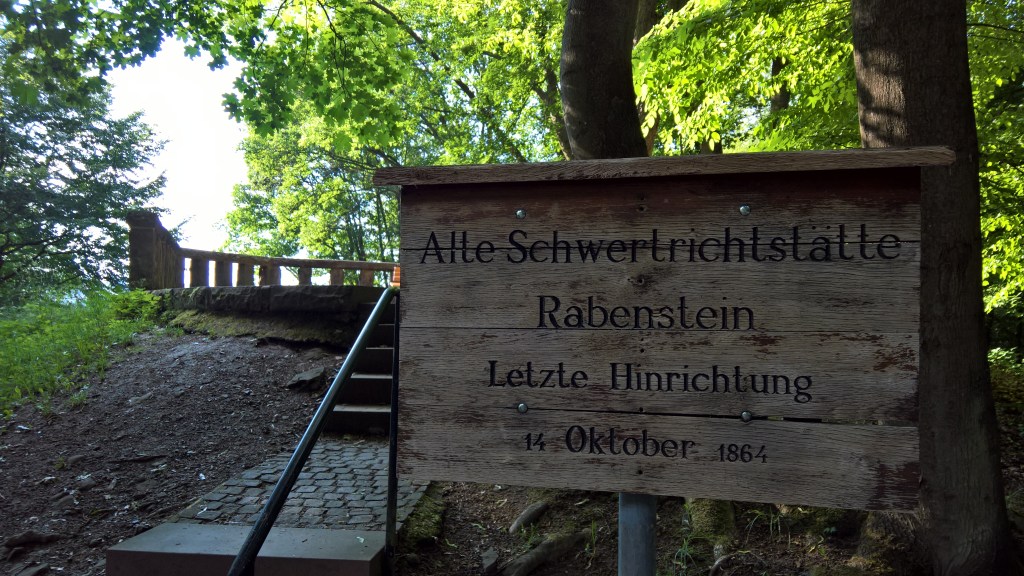 Alte Schwertrichtstätte
Rabenstein
Letzte Hinrichtung
14 Oktober 1864